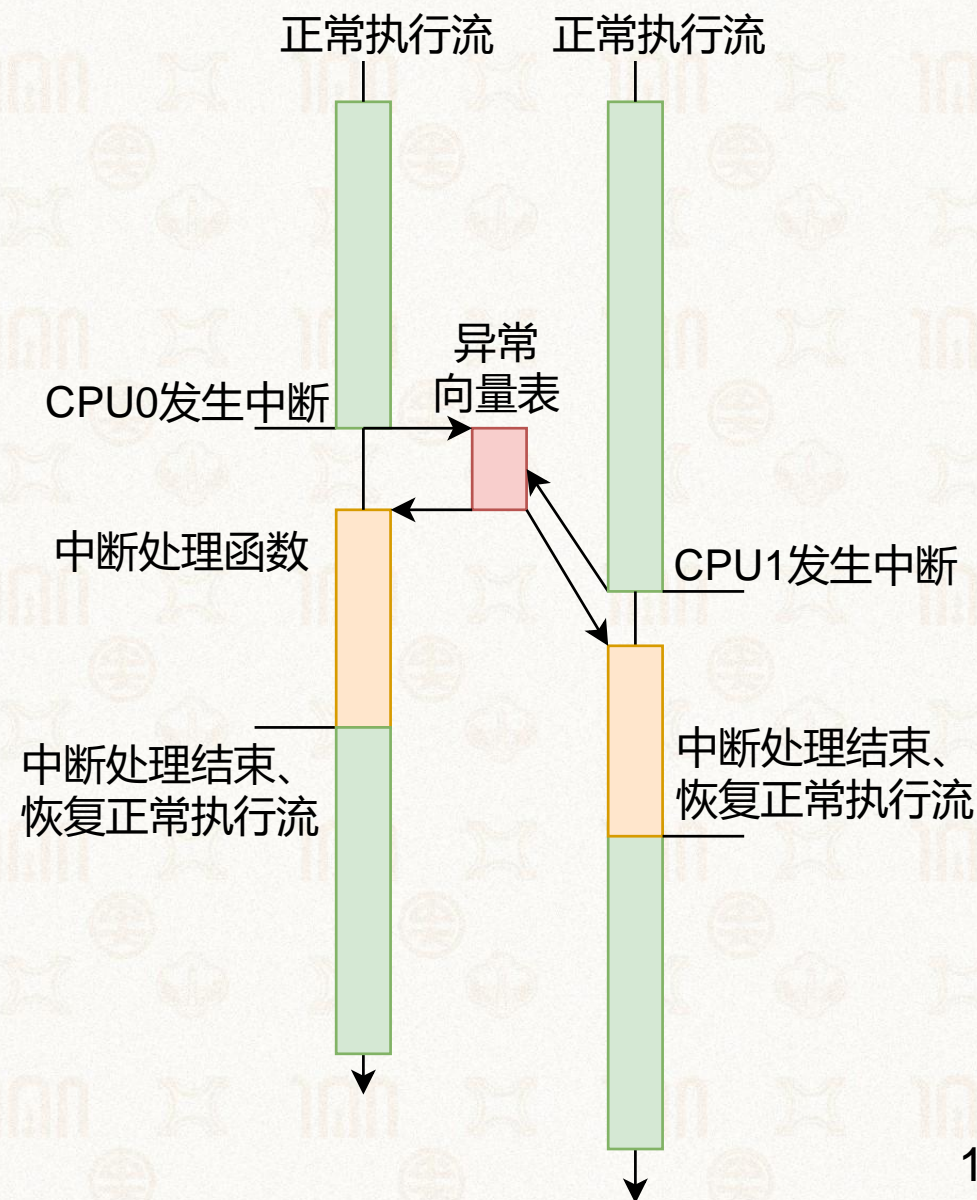 正常执行流
正常执行流
异常
向量表
CPU0发生中断
中断处理函数
CPU1发生中断
中断处理结束、
恢复正常执行流
中断处理结束、
恢复正常执行流
1